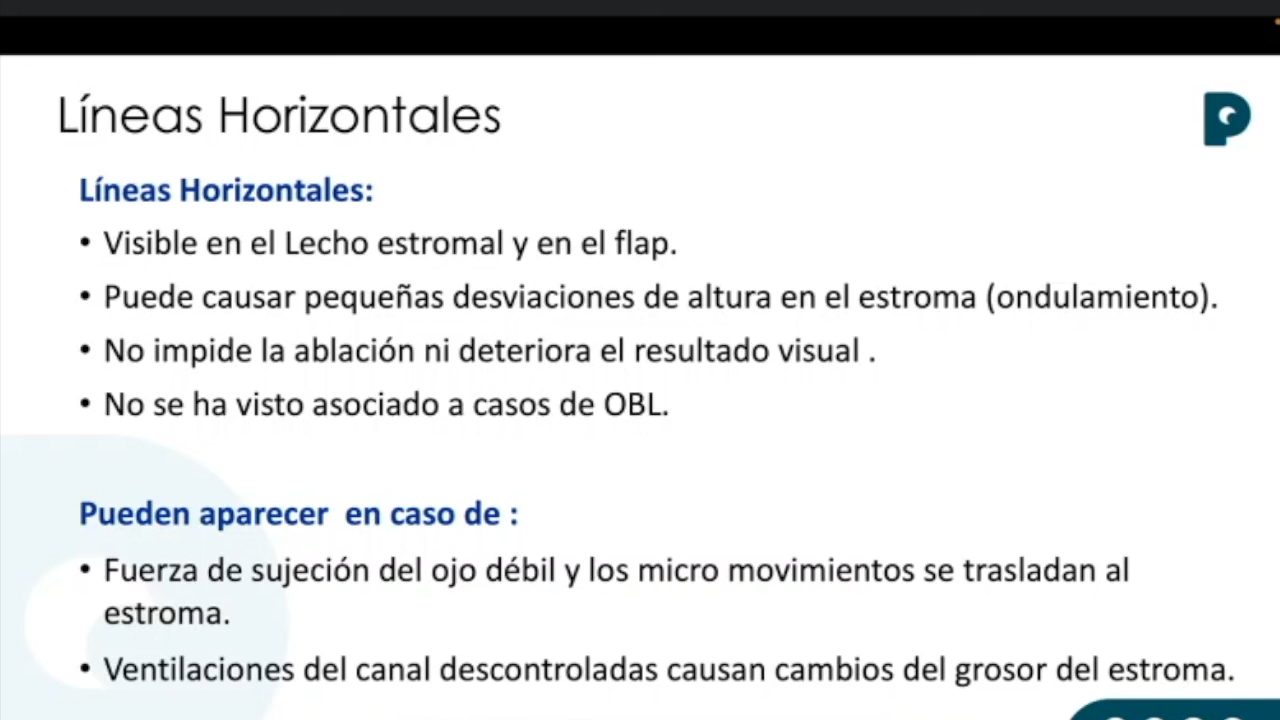 Líneas Horizontales
Líneas Horizontales:
• Visible en el Lecho estromal y en el flap.
• Puede causar pequeñas desviaciones de altura en el estroma (ondulamiento).
• No impide la ablación ni deteriora el resultado visual .
• No se ha visto asociado a casos de OBL.
Pueden aparecer  en caso de :
• Fuerza de sujeción del ojo débil y los micro movimientos se trasladan al
estroma.
• Ventilaciones del canal descontroladas causan cambios del grosor del estroma.